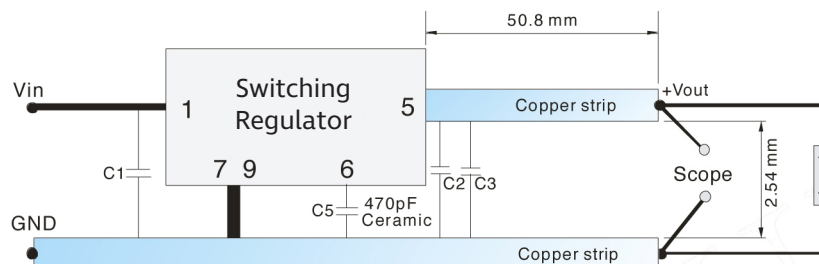 50.8 mm
Vin
Switching
Regulator
1
5
Copper strip
+Vout
7 9
6
C1
C2
C3
C5
470pF
Ceramic
Scope
2.54 mm
GND
Copper strip